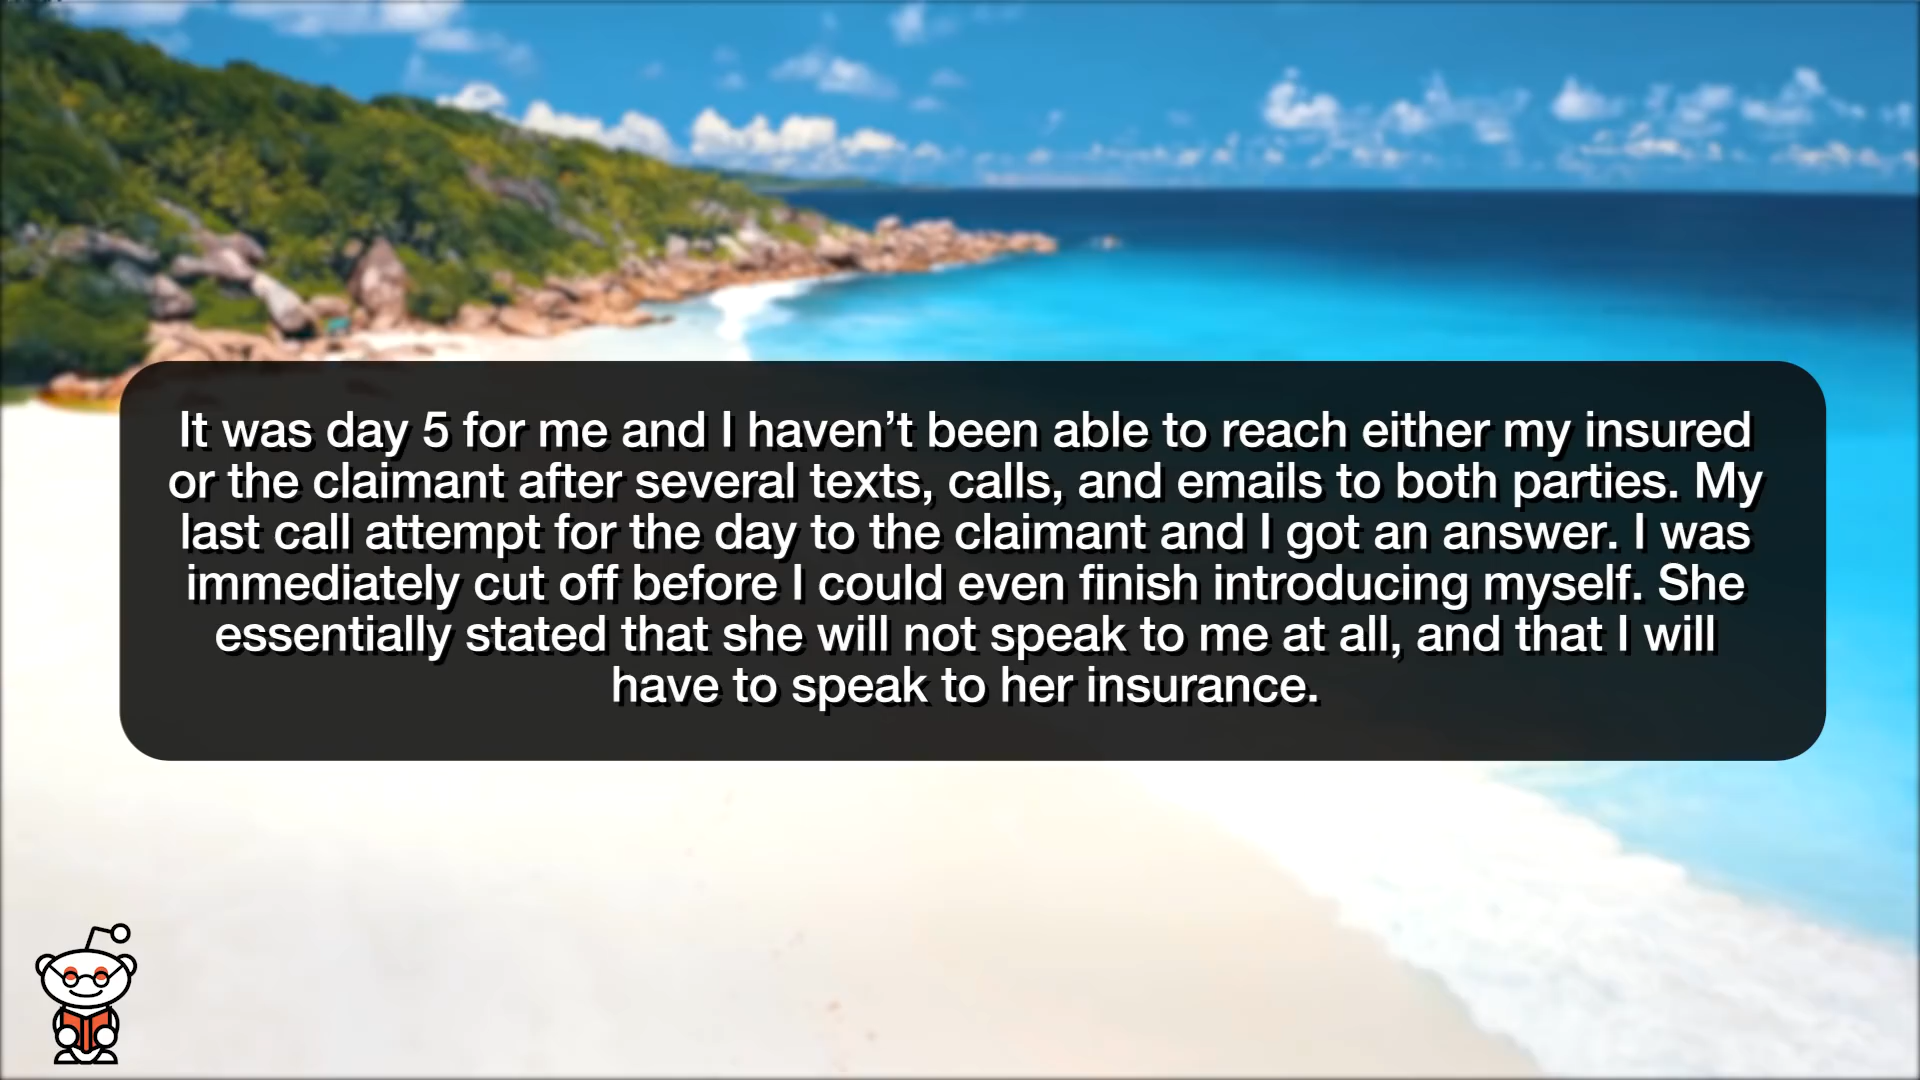 It was day 5 for me and I haven’t been able to reach either my insured
or the claimant after several texts, calls, and emails to both parties. My
last call attempt for the day to the claimant and I got an answer. I was
immediately cut off before I could even finish introducing myself. She
essentially stated that she will not speak to me at all, and that I will
have to speak to her insurance.